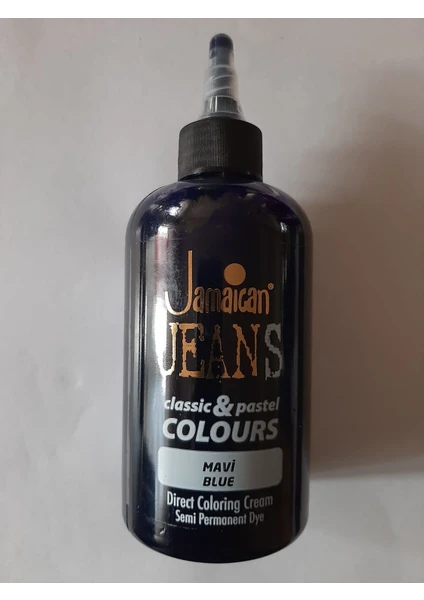 Jamaican
JEANS
classic & pastel
COLOURS
MAVİ
BLUE
Direct Coloring Cream
Semi Permanent Dye